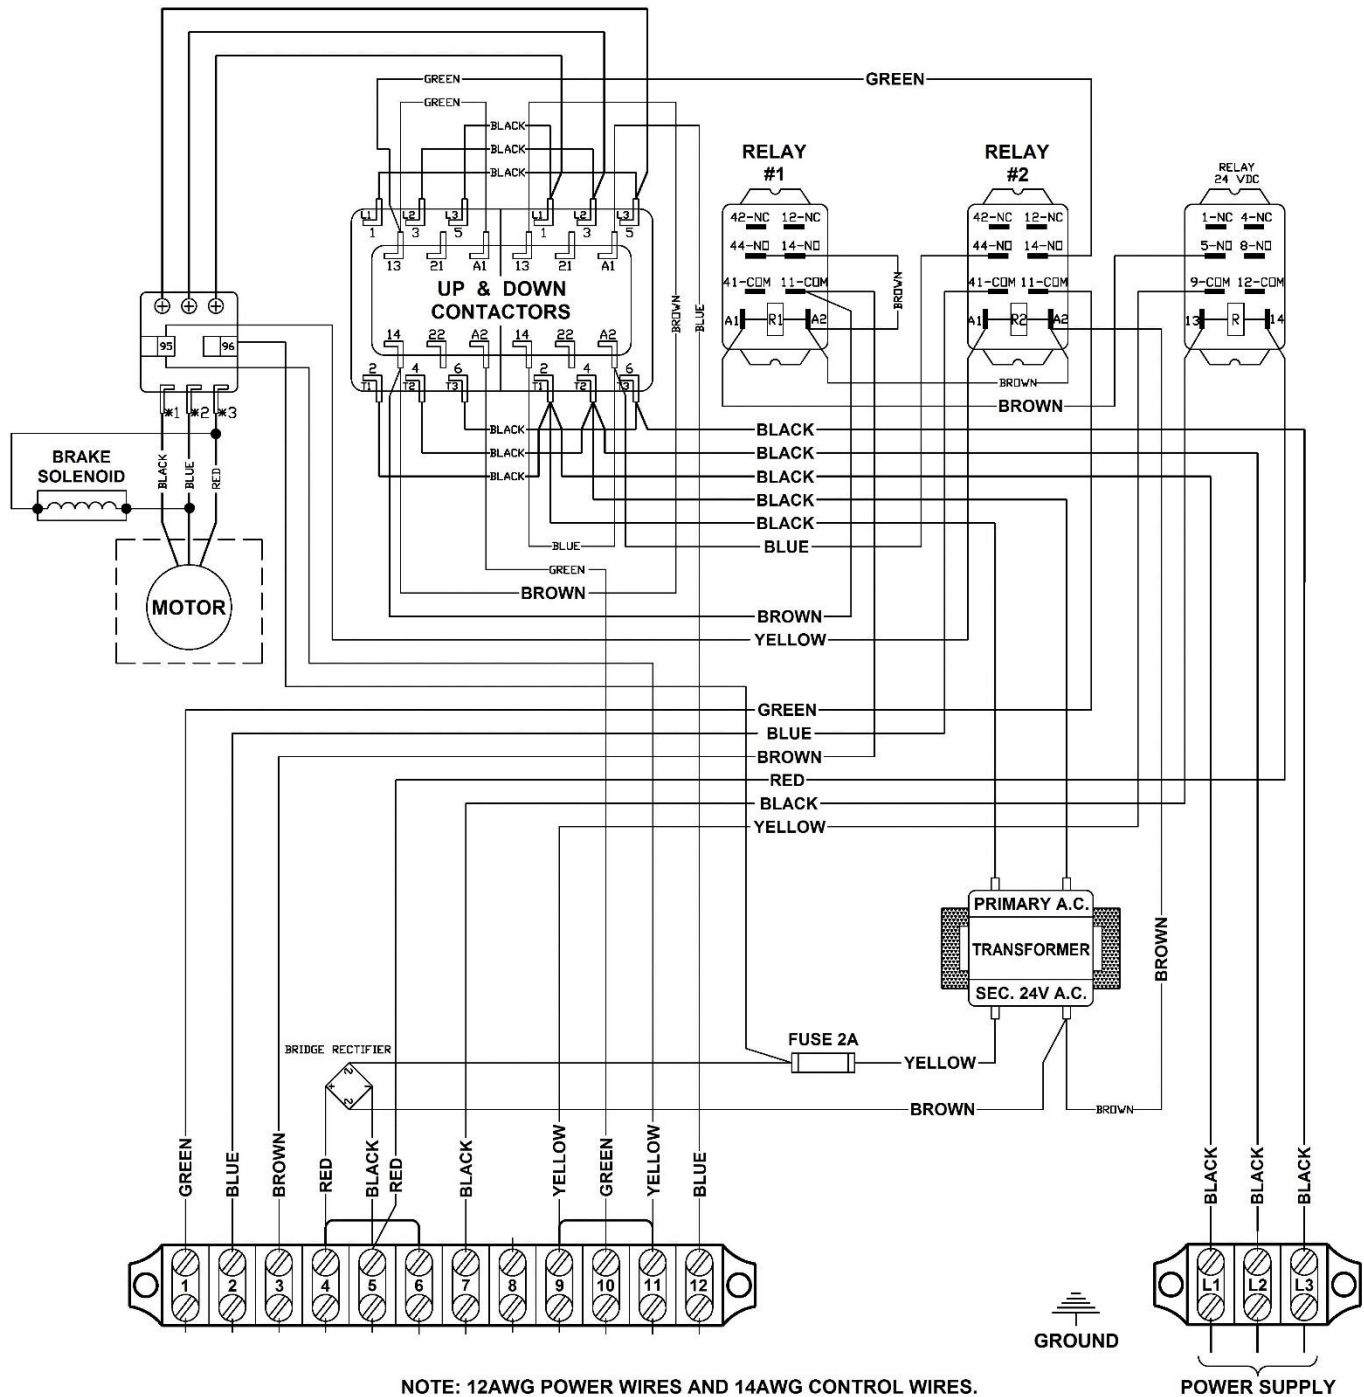 GREEN
GREEN
GREEN
BLACK
BLACK
BLACK
RELAY
#1
RELAY
#2
RELAY
24 VDC
L1 L2 L3 L1 L2 L3
1 3 5 1 3 5
13 21 A1 13 21 A1
UP & DOWN
CONTACTORS
14 22 A2 14 22 A2
2 4 6 2 4 6
T1 T2 T3 T1 T2 T3
BROWN
BLUE
42-NC 12-NC
44-NO 14-NO
41-COM 11-COM
A1 R1 A2
BROWN
42-NC 12-NC
44-NO 14-NO
41-COM 11-COM
A1 R2 A2
1-NC 4-NC
5-NO 8-NO
9-COM 12-COM
13 R 14
BROWN
BROWN
95 96
*1 *2 *3
BRAKE
SOLENOID
BLACK
BLUE
RED
MOTOR
BLACK
BLACK
BLACK
BLUE
GREEN
BROWN
BLACK
BLACK
BLACK
BLACK
BLACK
BLUE
BROWN
YELLOW
GREEN
BLUE
BROWN
RED
BLACK
YELLOW
PRIMARY A.C.
TRANSFORMER
SEC. 24V A.C.
BROWN
FUSE 2A
YELLOW
BROWN
BROWN
BRIDGE RECTIFIER
2
+ -
2
GREEN
BLUE
BROWN
RED
BLACK
RED
BLACK
YELLOW
GREEN
YELLOW
BLUE
BLACK
BLACK
BLACK
1 2 3 4 5 6 7 8 9 10 11 12
L1 L2 L3
GROUND
POWER SUPPLY
NOTE: 12AWG POWER WIRES AND 14AWG CONTROL WIRES.